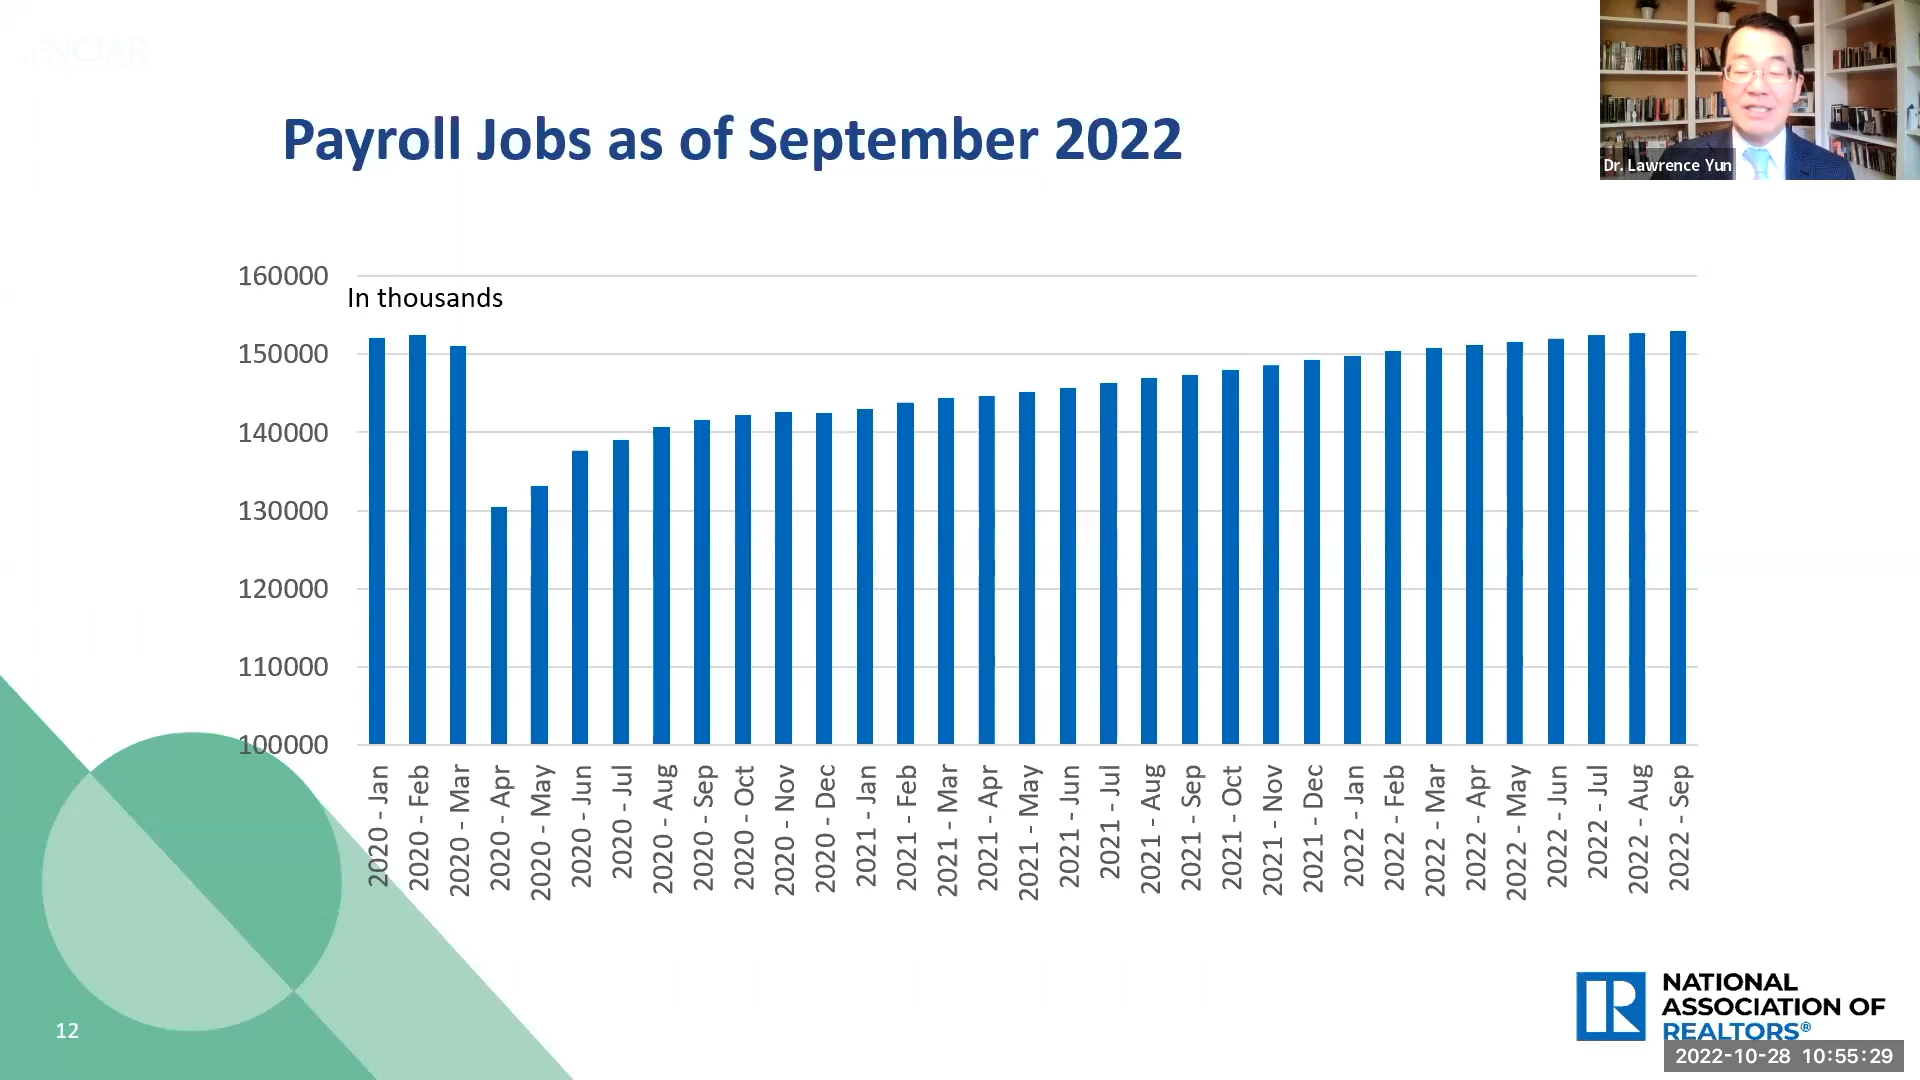 NCJAR
Payroll Jobs as of September 2022
Dr. Lawrence Yun
160000
In thousands
150000
140000
130000
120000
110000
100000
2020 - Jan
2020 - Feb
2020 - Mar
2020 - Apr
2020 - May
2020 - Jun
2020 - Jul
2020 - Aug
2020 - Sep
2020 - Oct
2020 - Nov
2020 - Dec
2021 - Jan
2021 - Feb
2021 - Mar
2021 - Apr
2021 - May
2021 - Jun
2021 - Jul
2021 - Aug
2021 - Sep
2021 - Oct
2021 - Nov
2021 - Dec
2022 - Jan
2022 - Feb
2022 - Mar
2022 - Apr
2022 - May
2022 - Jun
2022 - Jul
2022 - Aug
2022 - Sep
12
R
NATIONAL
ASSOCIATION OF
REALTORS®
2022-10-28 10:55:29